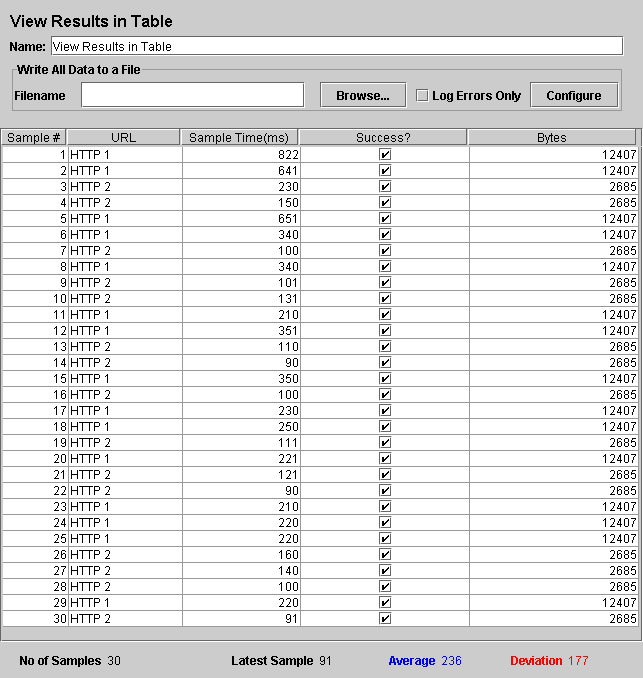 View Results in Table
Name: View Results in Table
Write All Data to a File
Filename Browse... Log Errors Only Configure
Sample # URL Sample Time(ms) Success? Bytes
1 HTTP 1 822 12407
2 HTTP 1 641 12407
3 HTTP 2 230 2685
4 HTTP 2 150 2685
5 HTTP 1 651 12407
6 HTTP 1 340 12407
7 HTTP 2 100 2685
8 HTTP 1 340 12407
9 HTTP 2 101 2685
10 HTTP 2 131 2685
11 HTTP 1 210 12407
12 HTTP 1 351 12407
13 HTTP 2 110 2685
14 HTTP 2 90 2685
15 HTTP 1 350 12407
16 HTTP 2 100 2685
17 HTTP 1 230 12407
18 HTTP 1 250 12407
19 HTTP 2 111 2685
20 HTTP 1 221 12407
21 HTTP 2 121 2685
22 HTTP 2 90 2685
23 HTTP 1 210 12407
24 HTTP 1 220 12407
25 HTTP 1 220 12407
26 HTTP 2 160 2685
27 HTTP 2 140 2685
28 HTTP 2 100 2685
29 HTTP 1 220 12407
30 HTTP 2 91 2685
No of Samples 30 Latest Sample 91 Average 236 Deviation 177